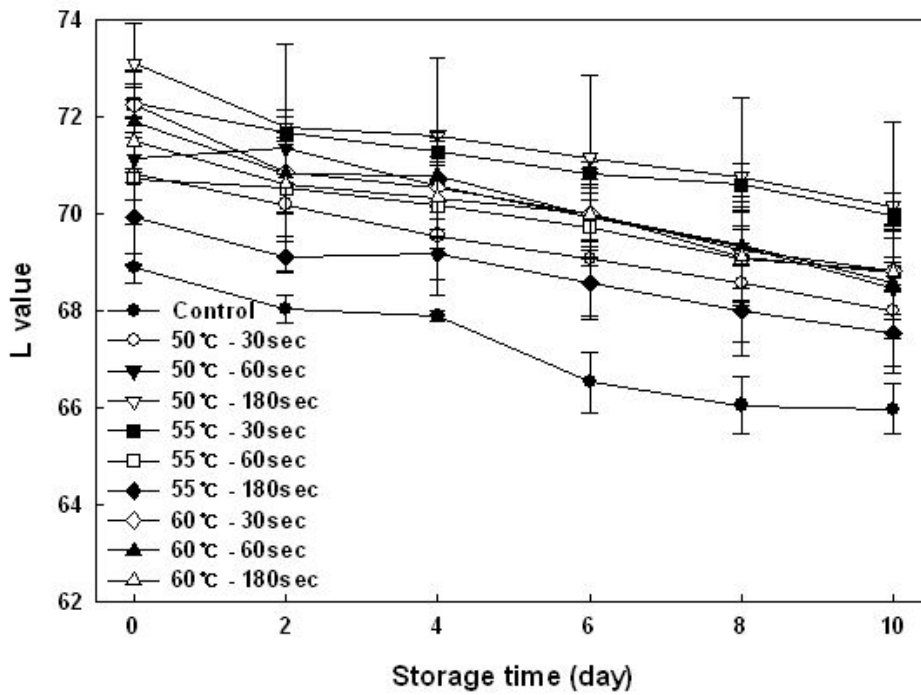 74
72
70
68
66
64
62
L value
Control
50℃ - 30sec
50℃ - 60sec
50℃ - 180sec
55℃ - 30sec
55℃ - 60sec
55℃ - 180sec
60℃ - 30sec
60℃ - 60sec
60℃ - 180sec
0 2 4 6 8 10
Storage time (day)